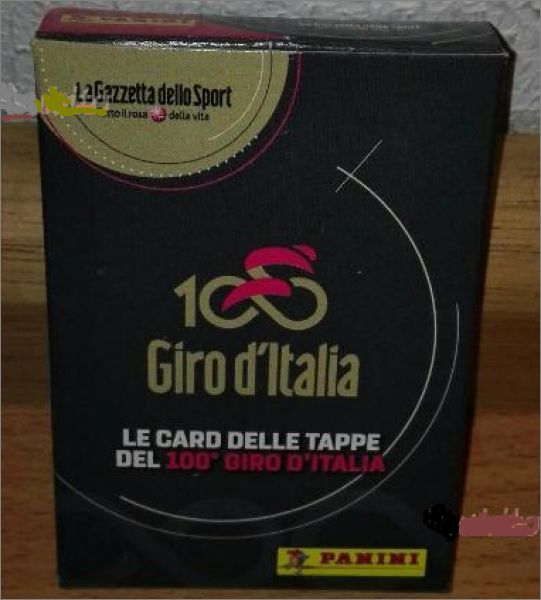 La Gazzetta dello Sport
della vita
100
Giro d'Italia
LE CARD DELLE TAPPE
DEL 100° GIRO D'ITALIA
PANINI